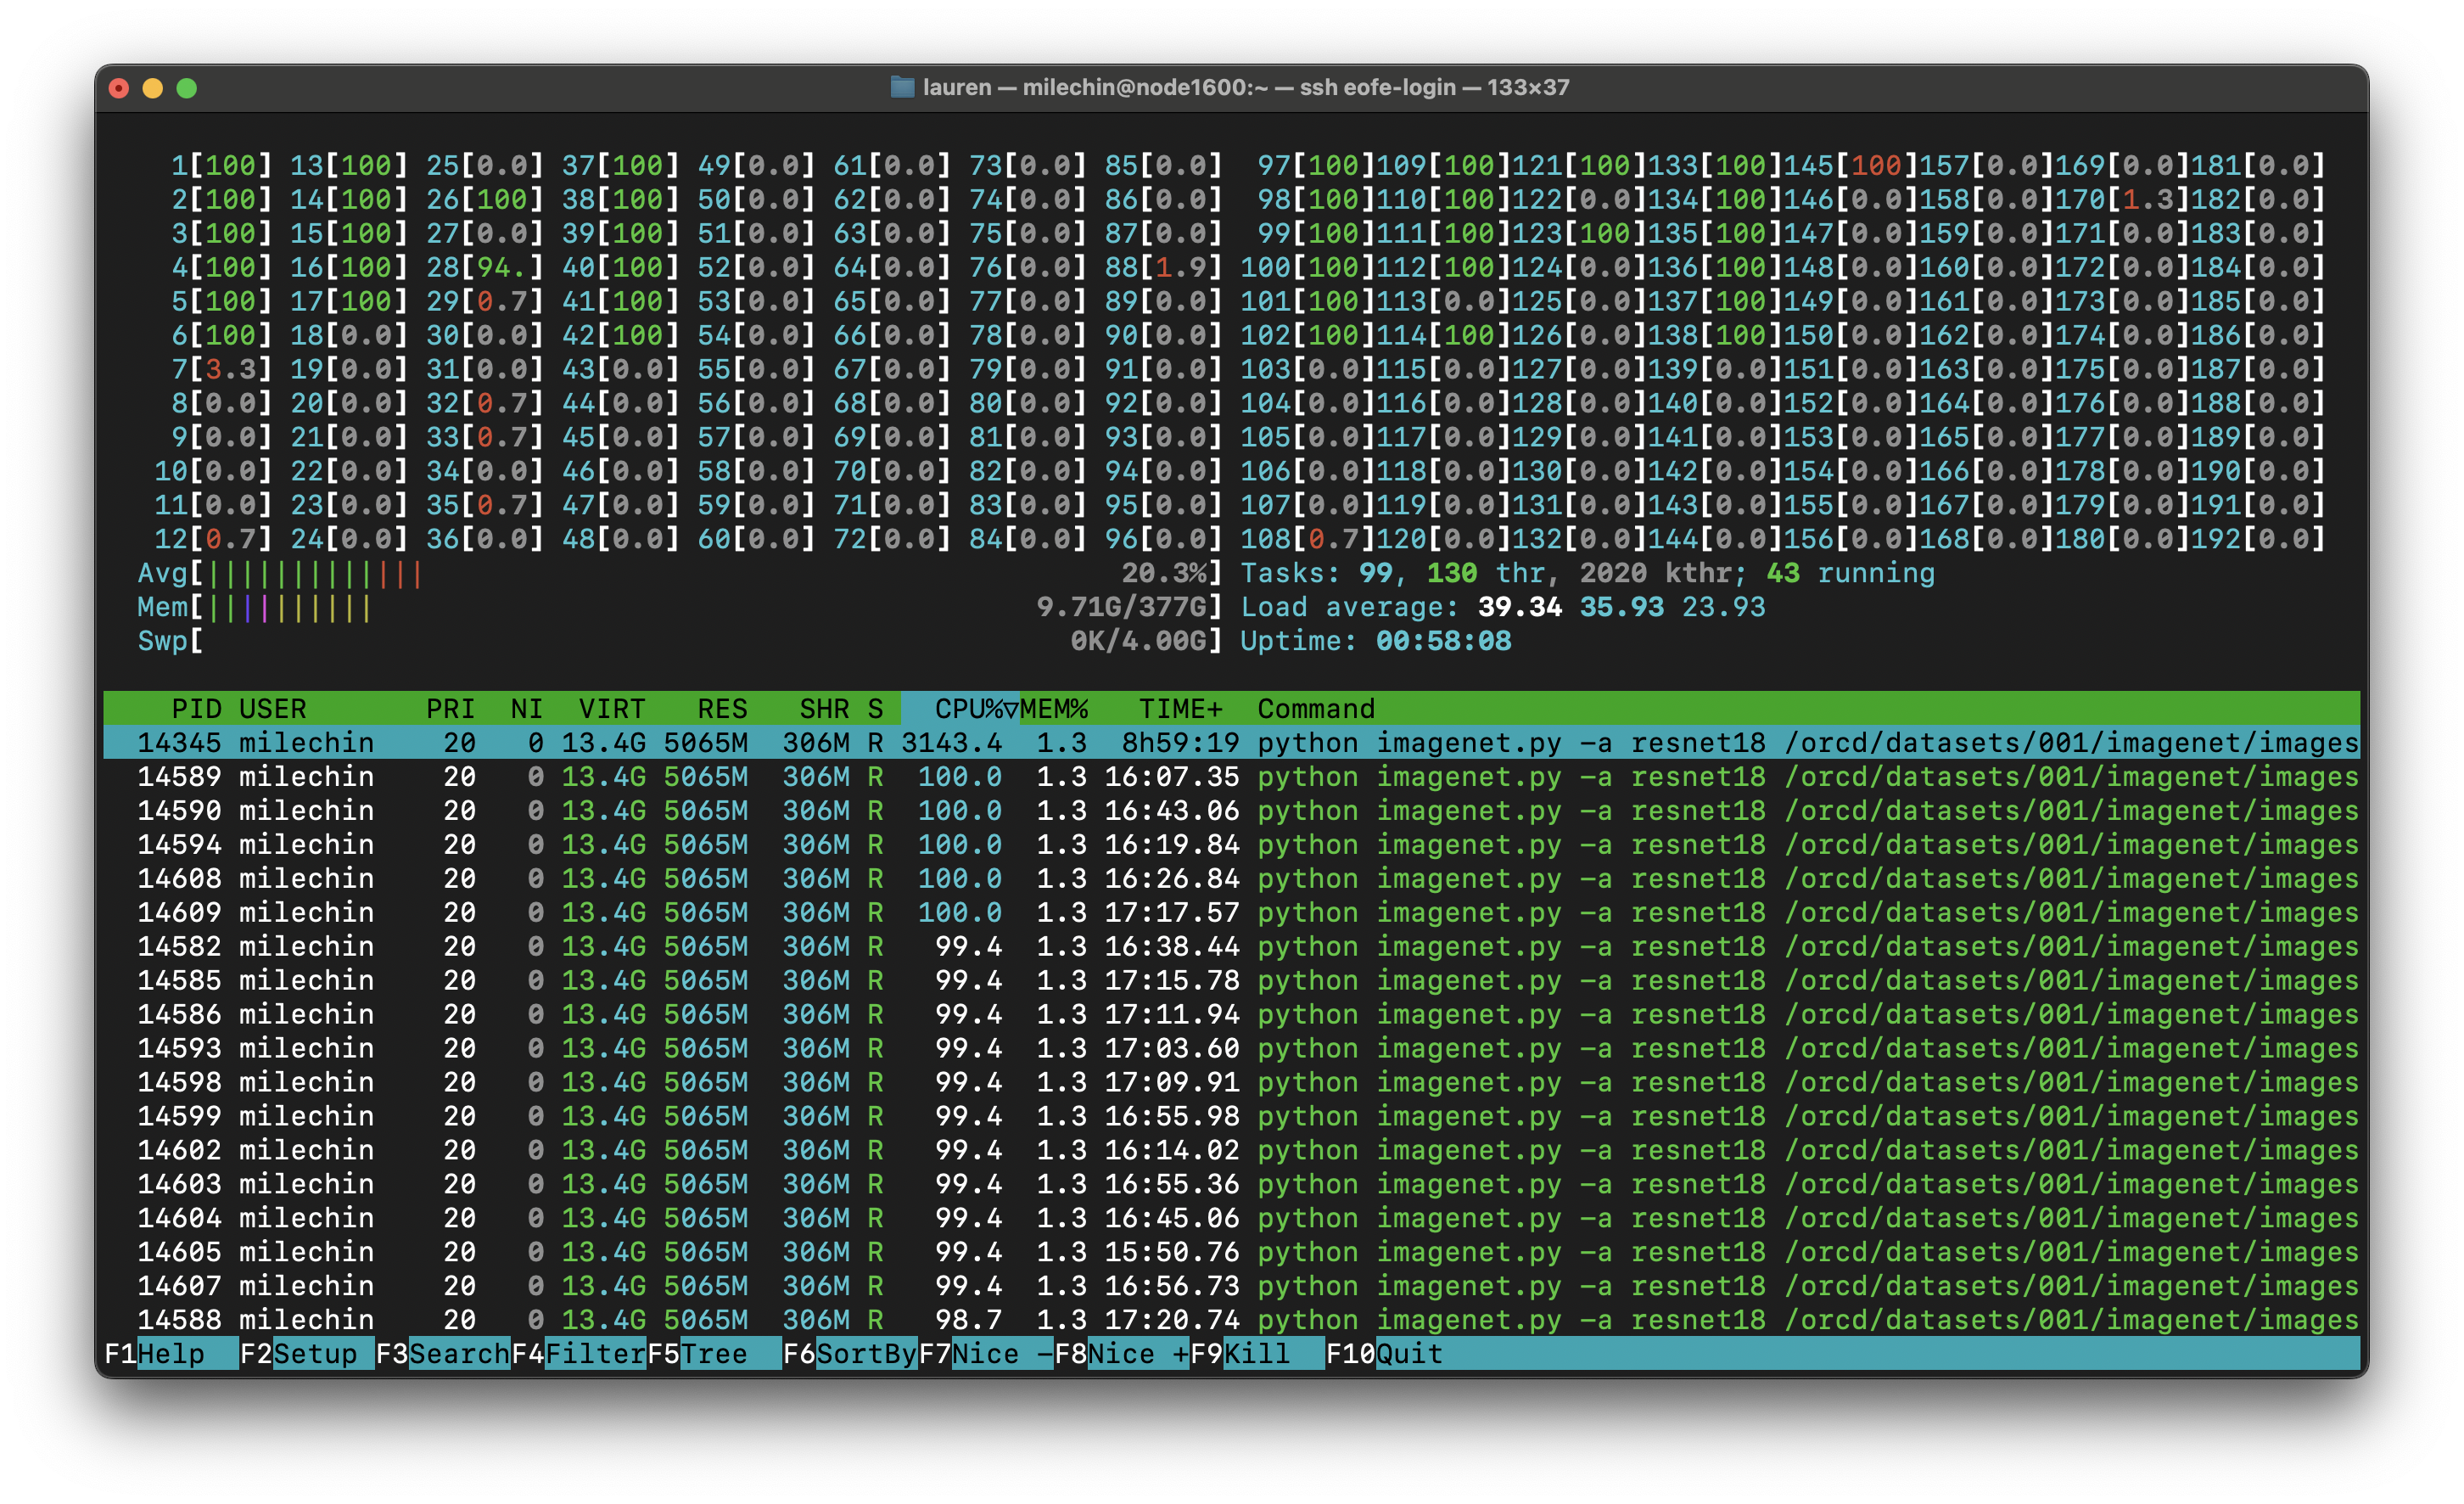 lauren — milechin@node1600:~ — ssh eofe-login — 133×37
1[100] 13[100] 25[0.0] 37[100] 49[0.0] 61[0.0] 73[0.0] 85[0.0] 97[100]109[100]121[100]133[100]145[100]157[0.0]169[0.0]181[0.0]
2[100] 14[100] 26[100] 38[100] 50[0.0] 62[0.0] 74[0.0] 86[0.0] 98[100]110[100]122[0.0]134[100]146[0.0]158[0.0]170[1.3]182[0.0]
3[100] 15[100] 27[0.0] 39[100] 51[0.0] 63[0.0] 75[0.0] 87[0.0] 99[100]111[100]123[100]135[100]147[0.0]159[0.0]171[0.0]183[0.0]
4[100] 16[100] 28[94.] 40[100] 52[0.0] 64[0.0] 76[0.0] 88[1.9] 100[100]112[100]124[0.0]136[100]148[0.0]160[0.0]172[0.0]184[0.0]
5[100] 17[100] 29[0.7] 41[100] 53[0.0] 65[0.0] 77[0.0] 89[0.0] 101[100]113[0.0]125[0.0]137[100]149[0.0]161[0.0]173[0.0]185[0.0]
6[100] 18[0.0] 30[0.0] 42[100] 54[0.0] 66[0.0] 78[0.0] 90[0.0] 102[100]114[100]126[0.0]138[100]150[0.0]162[0.0]174[0.0]186[0.0]
7[3.3] 19[0.0] 31[0.0] 43[0.0] 55[0.0] 67[0.0] 79[0.0] 91[0.0] 103[0.0]115[0.0]127[0.0]139[0.0]151[0.0]163[0.0]175[0.0]187[0.0]
8[0.0] 20[0.0] 32[0.7] 44[0.0] 56[0.0] 68[0.0] 80[0.0] 92[0.0] 104[0.0]116[0.0]128[0.0]140[0.0]152[0.0]164[0.0]176[0.0]188[0.0]
9[0.0] 21[0.0] 33[0.7] 45[0.0] 57[0.0] 69[0.0] 81[0.0] 93[0.0] 105[0.0]117[0.0]129[0.0]141[0.0]153[0.0]165[0.0]177[0.0]189[0.0]
10[0.0] 22[0.0] 34[0.0] 46[0.0] 58[0.0] 70[0.0] 82[0.0] 94[0.0] 106[0.0]118[0.0]130[0.0]142[0.0]154[0.0]166[0.0]178[0.0]190[0.0]
11[0.0] 23[0.0] 35[0.7] 47[0.0] 59[0.0] 71[0.0] 83[0.0] 95[0.0] 107[0.0]119[0.0]131[0.0]143[0.0]155[0.0]167[0.0]179[0.0]191[0.0]
12[0.7] 24[0.0] 36[0.0] 48[0.0] 60[0.0] 72[0.0] 84[0.0] 96[0.0] 108[0.7]120[0.0]132[0.0]144[0.0]156[0.0]168[0.0]180[0.0]192[0.0]
Avg[||||||||||||| 20.3%] Tasks: 99, 130 thr, 2020 kthr; 43 running
Mem[|||||||||| 9.71G/377G] Load average: 39.34 35.93 23.93
Swp[ 0K/4.00G] Uptime: 00:58:08
PID USER PRI NI VIRT RES SHR S CPU%▽MEM% TIME+ Command
14345 milechin 20 0 13.4G 5065M 306M R 3143.4 1.3 8h59:19 python imagenet.py -a resnet18 /orcd/datasets/001/imagenet/images
14589 milechin 20 0 13.4G 5065M 306M R 100.0 1.3 16:07.35 python imagenet.py -a resnet18 /orcd/datasets/001/imagenet/images
14590 milechin 20 0 13.4G 5065M 306M R 100.0 1.3 16:43.06 python imagenet.py -a resnet18 /orcd/datasets/001/imagenet/images
14594 milechin 20 0 13.4G 5065M 306M R 100.0 1.3 16:19.84 python imagenet.py -a resnet18 /orcd/datasets/001/imagenet/images
14608 milechin 20 0 13.4G 5065M 306M R 100.0 1.3 16:26.84 python imagenet.py -a resnet18 /orcd/datasets/001/imagenet/images
14609 milechin 20 0 13.4G 5065M 306M R 100.0 1.3 17:17.57 python imagenet.py -a resnet18 /orcd/datasets/001/imagenet/images
14582 milechin 20 0 13.4G 5065M 306M R 99.4 1.3 16:38.44 python imagenet.py -a resnet18 /orcd/datasets/001/imagenet/images
14585 milechin 20 0 13.4G 5065M 306M R 99.4 1.3 17:15.78 python imagenet.py -a resnet18 /orcd/datasets/001/imagenet/images
14586 milechin 20 0 13.4G 5065M 306M R 99.4 1.3 17:11.94 python imagenet.py -a resnet18 /orcd/datasets/001/imagenet/images
14593 milechin 20 0 13.4G 5065M 306M R 99.4 1.3 17:03.60 python imagenet.py -a resnet18 /orcd/datasets/001/imagenet/images
14598 milechin 20 0 13.4G 5065M 306M R 99.4 1.3 17:09.91 python imagenet.py -a resnet18 /orcd/datasets/001/imagenet/images
14599 milechin 20 0 13.4G 5065M 306M R 99.4 1.3 16:55.98 python imagenet.py -a resnet18 /orcd/datasets/001/imagenet/images
14602 milechin 20 0 13.4G 5065M 306M R 99.4 1.3 16:14.02 python imagenet.py -a resnet18 /orcd/datasets/001/imagenet/images
14603 milechin 20 0 13.4G 5065M 306M R 99.4 1.3 16:55.36 python imagenet.py -a resnet18 /orcd/datasets/001/imagenet/images
14604 milechin 20 0 13.4G 5065M 306M R 99.4 1.3 16:45.06 python imagenet.py -a resnet18 /orcd/datasets/001/imagenet/images
14605 milechin 20 0 13.4G 5065M 306M R 99.4 1.3 15:50.76 python imagenet.py -a resnet18 /orcd/datasets/001/imagenet/images
14607 milechin 20 0 13.4G 5065M 306M R 99.4 1.3 16:56.73 python imagenet.py -a resnet18 /orcd/datasets/001/imagenet/images
14588 milechin 20 0 13.4G 5065M 306M R 98.7 1.3 17:20.74 python imagenet.py -a resnet18 /orcd/datasets/001/imagenet/images
F1Help F2Setup F3SearchF4FilterF5Tree F6SortByF7Nice -F8Nice +F9Kill F10Quit